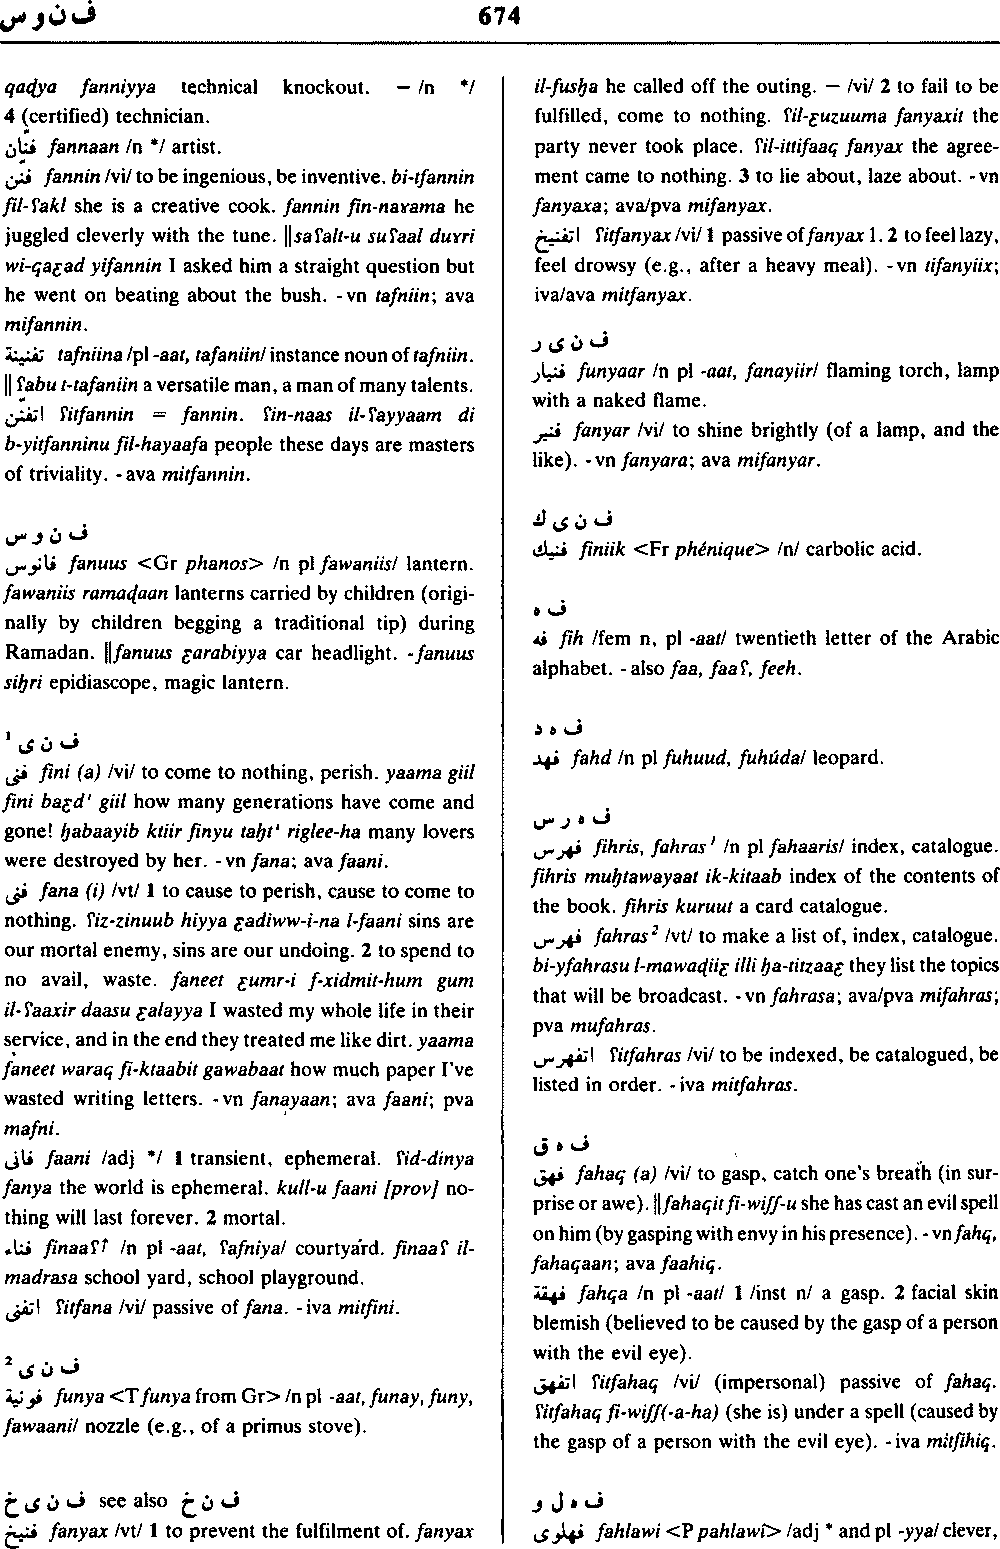 ف ن و س 674
qaḍya fanniyya technical knockout. — /n */
4 (certified) technician.
فنّان fannaan /n */ artist.
فنّن fannin /vi/ to be ingenious, be inventive. bi-tfannin
fil-ʕakl she is a creative cook. fannin fin-naɣama he
juggled cleverly with the tune. ‖saʕalt-u suʕaal duɣri
wi-qaʢad yifannin I asked him a straight question but
he went on beating about the bush. -vn tafniin; ava
mifannin.
تفنينة tafniina /pl -aat, tafaniin/ instance noun of tafniin.
‖ ʕabu t-tafaniin a versatile man, a man of many talents.
اتفنّن ʕitfannin = fannin. ʕin-naas il-ʕayyaam di
b-yitfanninu fil-hayaafa people these days are masters
of triviality. -ava mitfannin.
ف ن و س
فانوس fanuus <Gr phanos> /n pl fawaniis/ lantern.
fawaniis ramaḍaan lanterns carried by children (origi-
nally by children begging a traditional tip) during
Ramadan. ‖fanuus ʢarabiyya car headlight. -fanuus
siḥri epidiascope, magic lantern.
ف ن ى ¹
فنى fini (a) /vi/ to come to nothing, perish. yaama giil
fini baʢd' giil how many generations have come and
gone! ḥabaayib ktiir finyu taḥt' riglee-ha many lovers
were destroyed by her. -vn fana; ava faani.
فنى fana (i) /vt/ 1 to cause to perish, cause to come to
nothing. ʕiz-zinuub hiyya ʢadiww-i-na l-faani sins are
our mortal enemy, sins are our undoing. 2 to spend to
no avail, waste. faneet ʢumr-i f-xidmit-hum gum
il-ʕaaxir daasu ʢalayya I wasted my whole life in their
service, and in the end they treated me like dirt. yaama
faneet waraq fi-ktaabit gawabaat how much paper I've
wasted writing letters. -vn fanayaan; ava faani; pva
mafni.
فانى faani /adj */ 1 transient, ephemeral. ʕid-dinya
fanya the world is ephemeral. kull-u faani [prov] no-
thing will last forever. 2 mortal.
فناء finaaʕ↑ /n pl -aat, ʕafniya/ courtyard. finaaʕ il-
madrasa school yard, school playground.
اتفنى ʕitfana /vi/ passive of fana. -iva mitfini.
ف ن ى ²
فونية funya <T funya from Gr> /n pl -aat, funay, funy,
fawaani/ nozzle (e.g., of a primus stove).
ف ن ى خ see also ف ن خ
فنيخ fanyax /vt/ 1 to prevent the fulfilment of. fanyax
il-fusḥa he called off the outing. — /vi/ 2 to fail to be
fulfilled, come to nothing. ʕil-ʢuzuuma fanyaxit the
party never took place. ʕil-ittifaaq fanyax the agree-
ment came to nothing. 3 to lie about, laze about. -vn
fanyaxa; ava/pva mifanyax.
اتفنيخ ʕitfanyax /vi/ 1 passive of fanyax 1. 2 to feel lazy,
feel drowsy (e.g., after a heavy meal). -vn tifanyiix;
iva/ava mitfanyax.
ف ن ى ر
فنيار funyaar /n pl -aat, fanayiir/ flaming torch, lamp
with a naked flame.
فنير fanyar /vi/ to shine brightly (of a lamp, and the
like). -vn fanyara; ava mifanyar.
ف ن ى ك
فنيك finiik <Fr phénique> /n/ carbolic acid.
ف ه
فه fih /fem n, pl -aat/ twentieth letter of the Arabic
alphabet. -also faa, faaʕ, feeh.
ف ه د
فهد fahd /n pl fuhuud, fuhúda/ leopard.
ف ه ر س
فهرس fihris, fahras¹ /n pl fahaaris/ index, catalogue.
fihris muḥtawayaat ik-kitaab index of the contents of
the book. fihris kuruut a card catalogue.
فهرس fahras² /vt/ to make a list of, index, catalogue.
bi-yfahrasu l-mawaḍiiʢ illi ḥa-titzaaʢ they list the topics
that will be broadcast. -vn fahrasa; ava/pva mifahras;
pva mufahras.
اتفهرس ʕitfahras /vi/ to be indexed, be catalogued, be
listed in order. -iva mitfahras.
ف ه ق
فهق fahaq (a) /vi/ to gasp, catch one's breath (in sur-
prise or awe). ‖fahaqit fi-wiʃʃ-u she has cast an evil spell
on him (by gasping with envy in his presence). -vn fahq,
fahaqaan; ava faahiq.
فهقة fahqa /n pl -aat/ 1 /inst n/ a gasp. 2 facial skin
blemish (believed to be caused by the gasp of a person
with the evil eye).
اتفهق ʕitfahaq /vi/ (impersonal) passive of fahaq.
ʕitfahaq fi-wiʃʃ(-a-ha) (she is) under a spell (caused by
the gasp of a person with the evil eye). -iva mitfihiq.
ف ه ل و
فهلوى fahlawi <P pahlawī> /adj * and pl -yya/ clever,